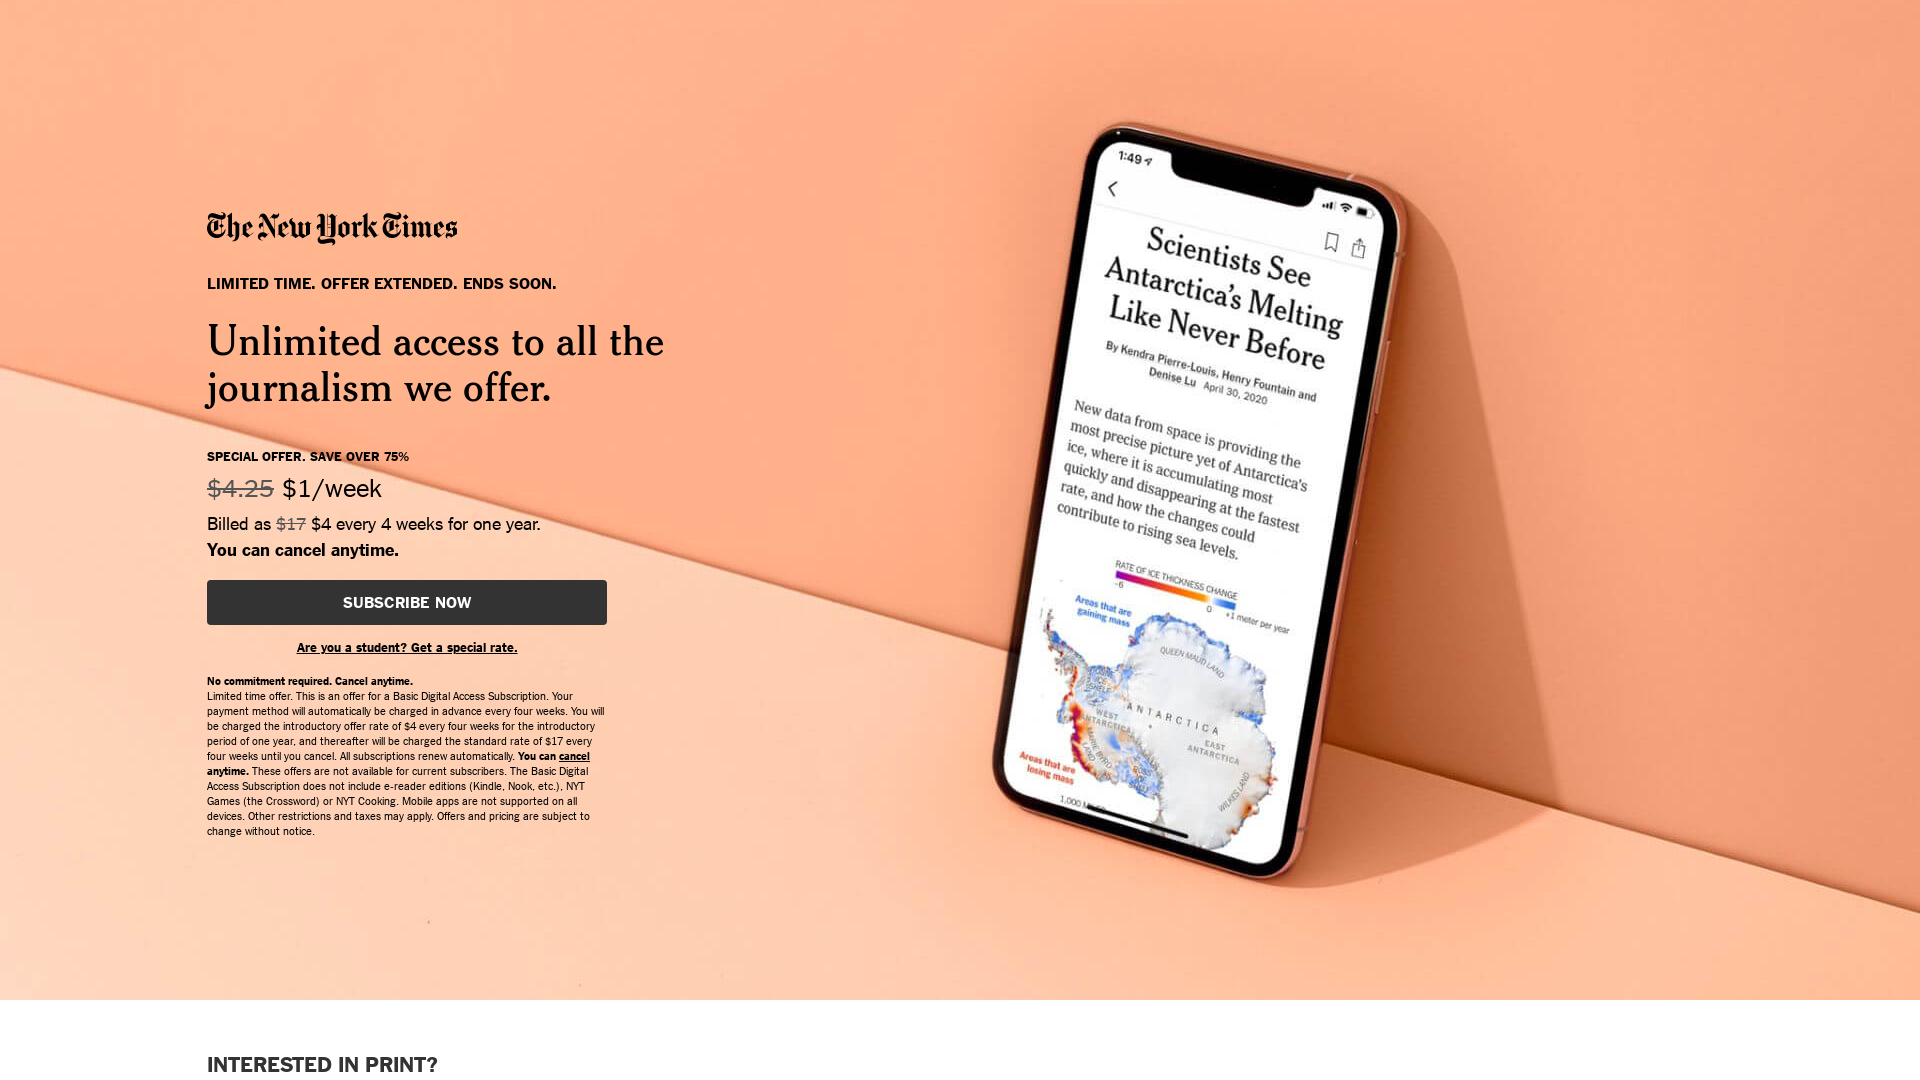 The New York Times
LIMITED TIME. OFFER EXTENDED. ENDS SOON.
Unlimited access to all the
journalism we offer.
SPECIAL OFFER. SAVE OVER 75%
$4.25 $1/week
Billed as $17 $4 every 4 weeks for one year.
You can cancel anytime.
SUBSCRIBE NOW
Are you a student? Get a special rate.
No commitment required. Cancel anytime.
Limited time offer. This is an offer for a Basic Digital Access Subscription. Your
payment method will automatically be charged in advance every four weeks. You will
be charged the introductory offer rate of $4 every four weeks for the introductory
period of one year, and thereafter will be charged the standard rate of $17 every
four weeks until you cancel. All subscriptions renew automatically. You can cancel
anytime. These offers are not available for current subscribers. The Basic Digital
Access Subscription does not include e-reader editions (Kindle, Nook, etc.), NYT
Games (the Crossword) or NYT Cooking. Mobile apps are not supported on all
devices. Other restrictions and taxes may apply. Offers and pricing are subject to
change without notice.
1:49
Scientists See
Antarctica's Melting
Like Never Before
By Kendra Pierre-Louis, Henry Fountain and
Denise Lu April 30, 2020
New data from space is providing the
most precise picture yet of Antarctica's
ice, where it is accumulating most
quickly and disappearing at the fastest
rate, and how the changes could
contribute to rising sea levels.
RATE OF ICE THICKNESS CHANGE
-6 0 +1 meter per year
Areas that are
gaining mass
QUEEN MAUD LAND
ANTARCTICA
WEST
ANTARCTICA
EAST
ANTARCTICA
MARIE BYRD
LAND
WILKES LAND
Areas that are
losing mass
1,000
INTERESTED IN PRINT?